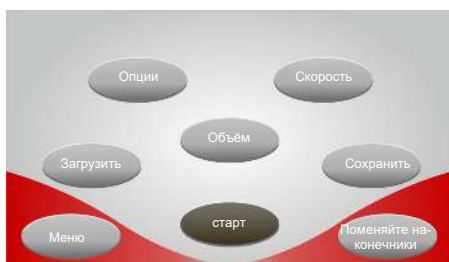 Опции
Скорость
Объём
Загрузить
Сохранить
старт
Меню
Поменяйте на-
конечники